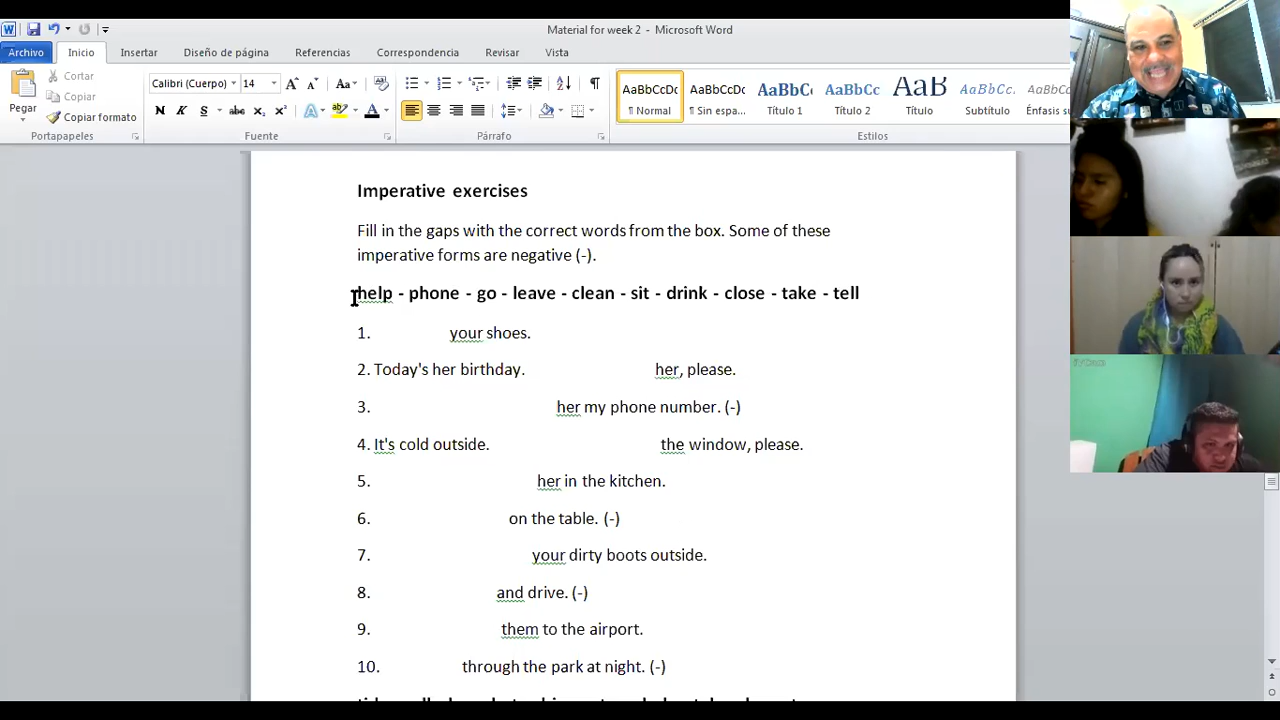 Material for week 2 - Microsoft Word
Archivo Inicio Insertar Diseño de página Referencias Correspondencia Revisar Vista
Pegar
Cortar
Copiar
Copiar formato
Portapapeles
Calibri (Cuerpo) 14
Fuente
Párrafo
AaBbCcDc AaBbCcDc AaBbC AaBbCc AaB AaBbCc. AaBbCc
¶ Normal ¶ Sin espa... Título 1 Título 2 Título Subtítulo Énfasis su
Estilos
Imperative exercises
Fill in the gaps with the correct words from the box. Some of these
imperative forms are negative (-).
help - phone - go - leave - clean - sit - drink - close - take - tell
1. your shoes.
2. Today's her birthday. her, please.
3. her my phone number. (-)
4. It's cold outside. the window, please.
5. her in the kitchen.
6. on the table. (-)
7. your dirty boots outside.
8. and drive. (-)
9. them to the airport.
10. through the park at night. (-)